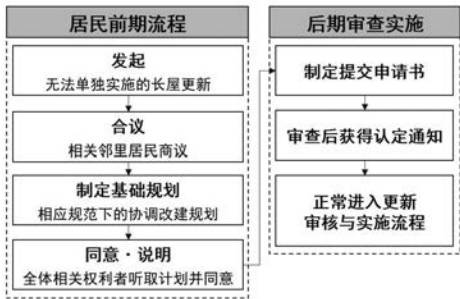 居民前期流程
发起
无法单独实施的长屋更新
合议
相关邻里居民商议
制定基础规划
相应规范下的协调改建规划
同意·说明
全体相关权利者听取计划并同意
后期审查实施
制定提交申请书
审查后获得认定通知
正常进入更新
审核与实施流程